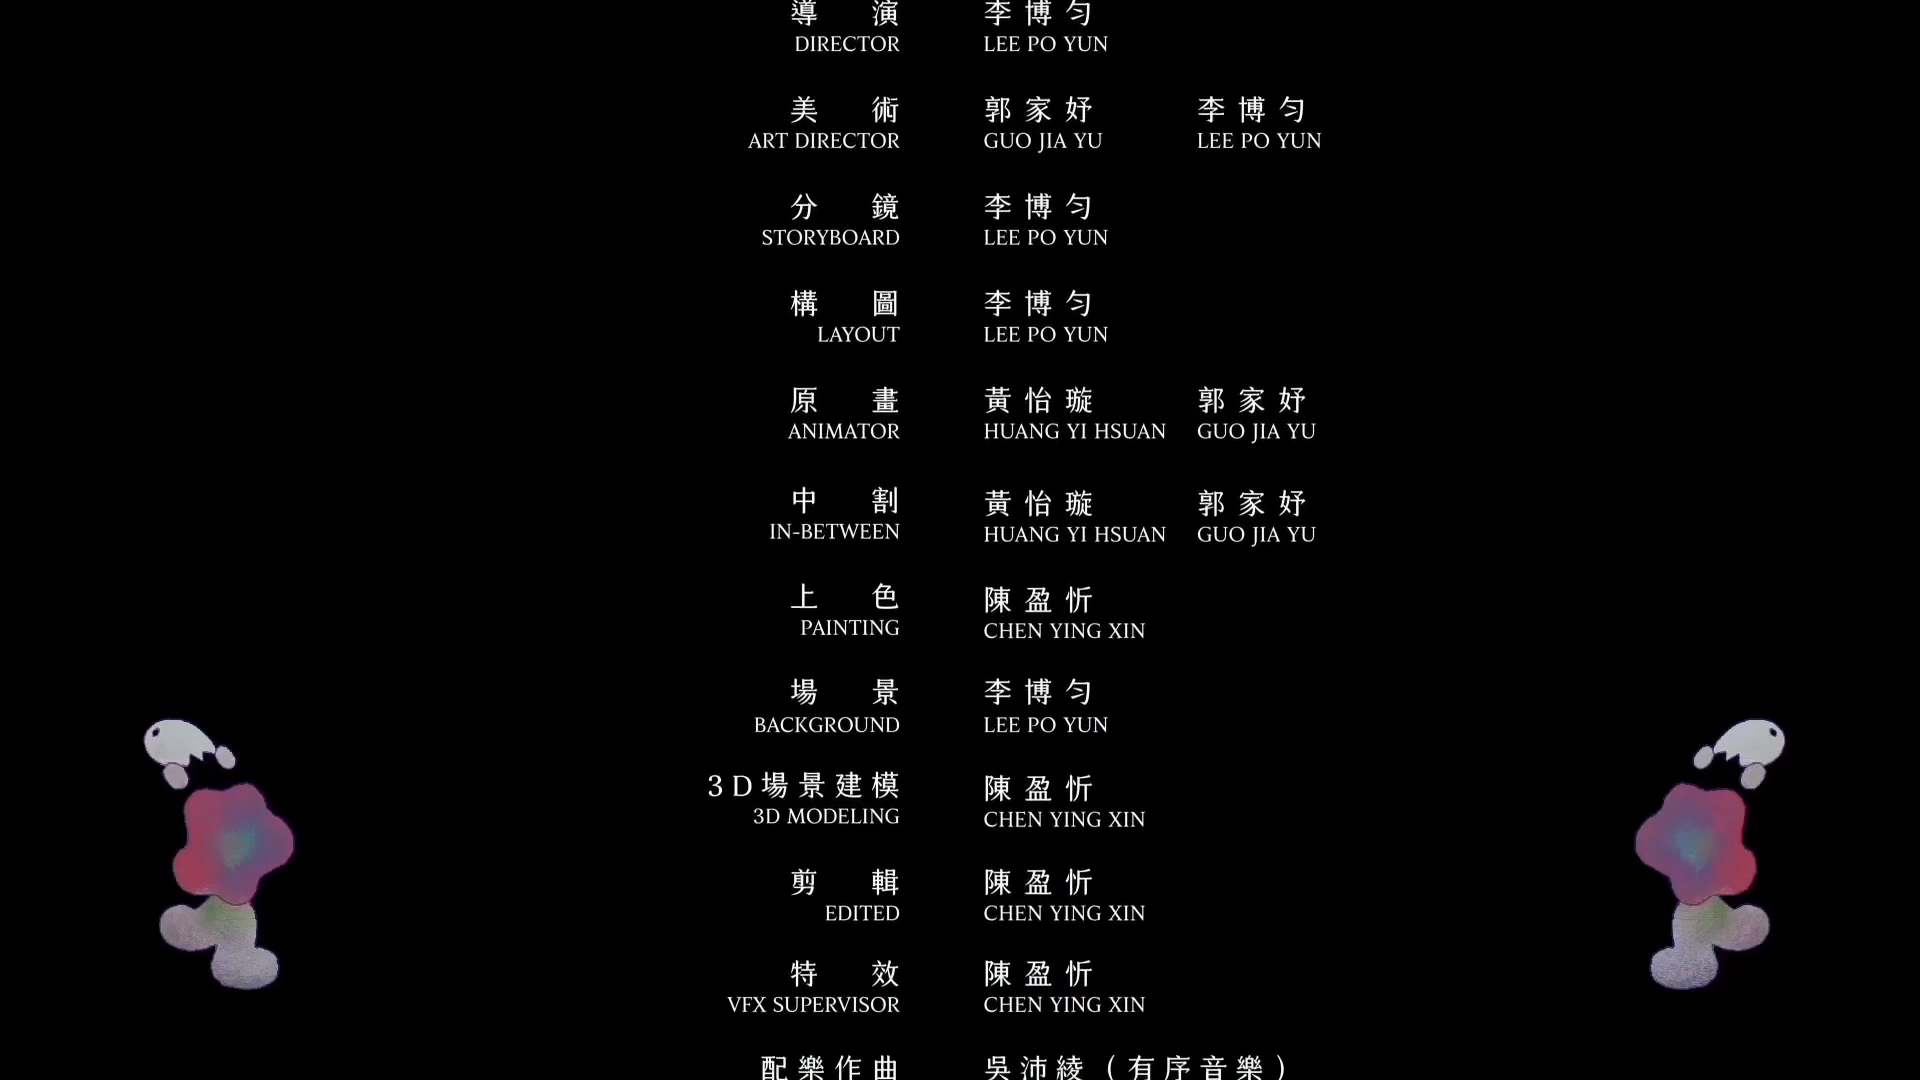 導演 李博勻
DIRECTOR LEE PO YUN
美術 郭家妤 李博勻
ART DIRECTOR GUO JIA YU LEE PO YUN
分鏡 李博勻
STORYBOARD LEE PO YUN
構圖 李博勻
LAYOUT LEE PO YUN
原畫 黃怡璇 郭家妤
ANIMATOR HUANG YI HSUAN GUO JIA YU
中割 黃怡璇 郭家妤
IN-BETWEEN HUANG YI HSUAN GUO JIA YU
上色 陳盈忻
PAINTING CHEN YING XIN
場景 李博勻
BACKGROUND LEE PO YUN
3D場景建模 陳盈忻
3D MODELING CHEN YING XIN
剪輯 陳盈忻
EDITED CHEN YING XIN
特效 陳盈忻
VFX SUPERVISOR CHEN YING XIN
配樂作曲 吳沛綾（有序音樂）